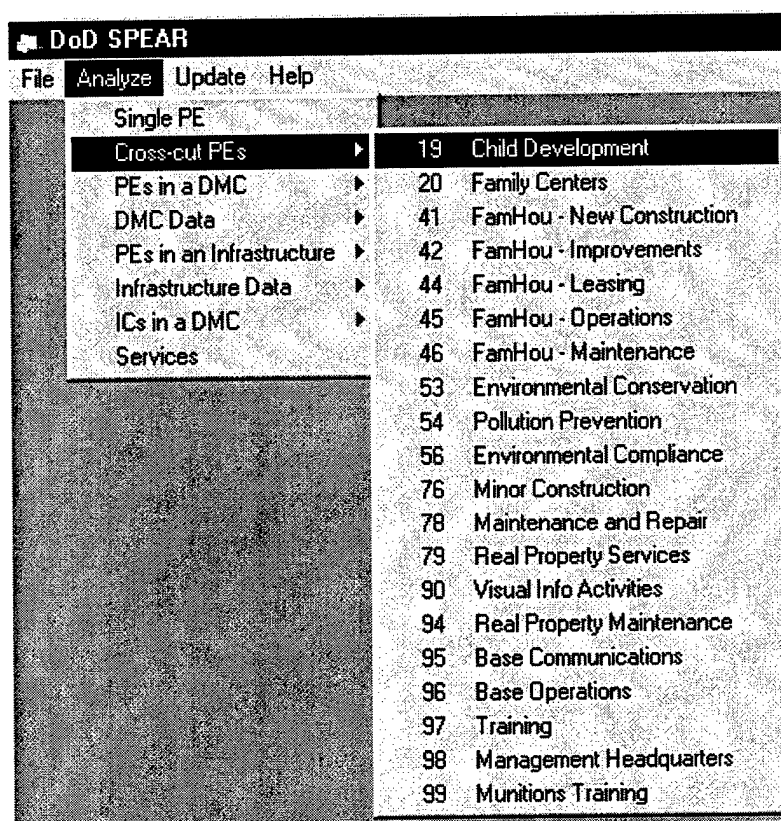 DoD SPEAR
File Analyze Update Help
Single PE
Cross-cut PEs
PEs in a DMC
DMC Data
PEs in an Infrastructure
Infrastructure Data
ICs in a DMC
Services
19 Child Development
20 Family Centers
41 FamHou - New Construction
42 FamHou - Improvements
44 FamHou - Leasing
45 FamHou - Operations
46 FamHou - Maintenance
53 Environmental Conservation
54 Pollution Prevention
56 Environmental Compliance
76 Minor Construction
78 Maintenance and Repair
79 Real Property Services
90 Visual Info Activities
94 Real Property Maintenance
95 Base Communications
96 Base Operations
97 Training
98 Management Headquarters
99 Munitions Training